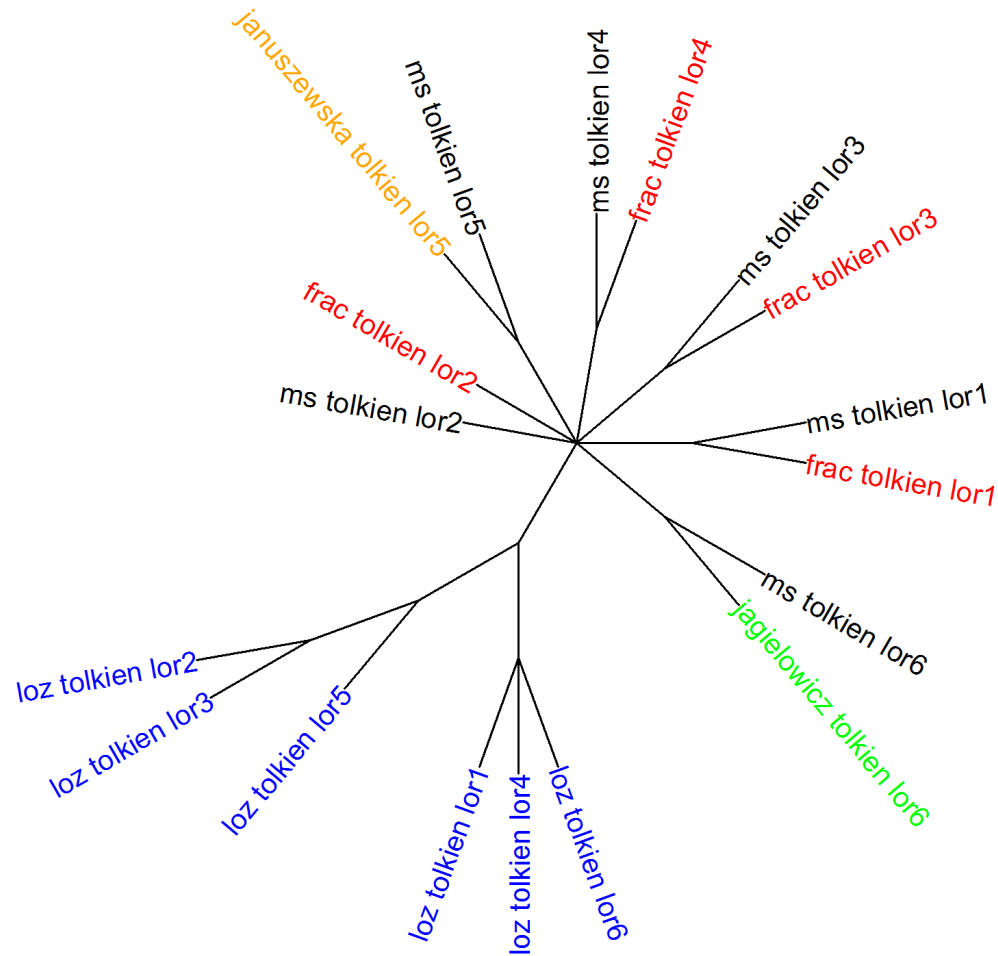 januszewska tolkien lor5
ms tolkien lor5
ms tolkien lor4
frac tolkien lor4
ms tolkien lor3
frac tolkien lor3
frac tolkien lor2
ms tolkien lor2
ms tolkien lor1
frac tolkien lor1
ms tolkien lor6
jagielowicz tolkien lor6
loz tolkien lor2
loz tolkien lor3
loz tolkien lor5
loz tolkien lor1
loz tolkien lor4
loz tolkien lor6